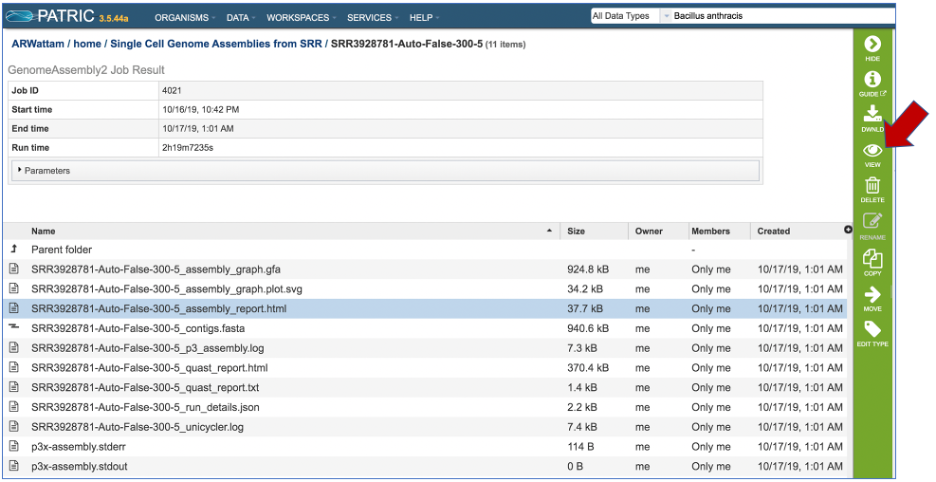 PATRIC 3.5.44a ORGANISMS DATA WORKSPACES SERVICES HELP All Data Types Bacillus anthracis
ARWattam / home / Single Cell Genome Assemblies from SRR / SRR3928781-Auto-False-300-5 (11 items)
HIDE
GenomeAssembly2 Job Result
GUIDE
Job ID 4021
Start time 10/16/19, 10:42 PM
DWNLD
End time 10/17/19, 1:01 AM
Run time 2h19m7235s
VIEW
Parameters
DELETE
Name Size Owner Members Created
RENAME
Parent folder -
SRR3928781-Auto-False-300-5_assembly_graph.gfa 924.8 kB me Only me 10/17/19, 1:01 AM
COPY
SRR3928781-Auto-False-300-5_assembly_graph.plot.svg 34.2 kB me Only me 10/17/19, 1:01 AM
SRR3928781-Auto-False-300-5_assembly_report.html 37.7 kB me Only me 10/17/19, 1:01 AM
MOVE
SRR3928781-Auto-False-300-5_contigs.fasta 940.6 kB me Only me 10/17/19, 1:01 AM
EDIT TYPE
SRR3928781-Auto-False-300-5_p3_assembly.log 7.3 kB me Only me 10/17/19, 1:01 AM
SRR3928781-Auto-False-300-5_quast_report.html 370.4 kB me Only me 10/17/19, 1:01 AM
SRR3928781-Auto-False-300-5_quast_report.txt 1.4 kB me Only me 10/17/19, 1:01 AM
SRR3928781-Auto-False-300-5_run_details.json 2.2 kB me Only me 10/17/19, 1:01 AM
SRR3928781-Auto-False-300-5_unicycler.log 7.4 kB me Only me 10/17/19, 1:01 AM
p3x-assembly.stderr 114 B me Only me 10/17/19, 1:01 AM
p3x-assembly.stdout 0 B me Only me 10/17/19, 1:01 AM